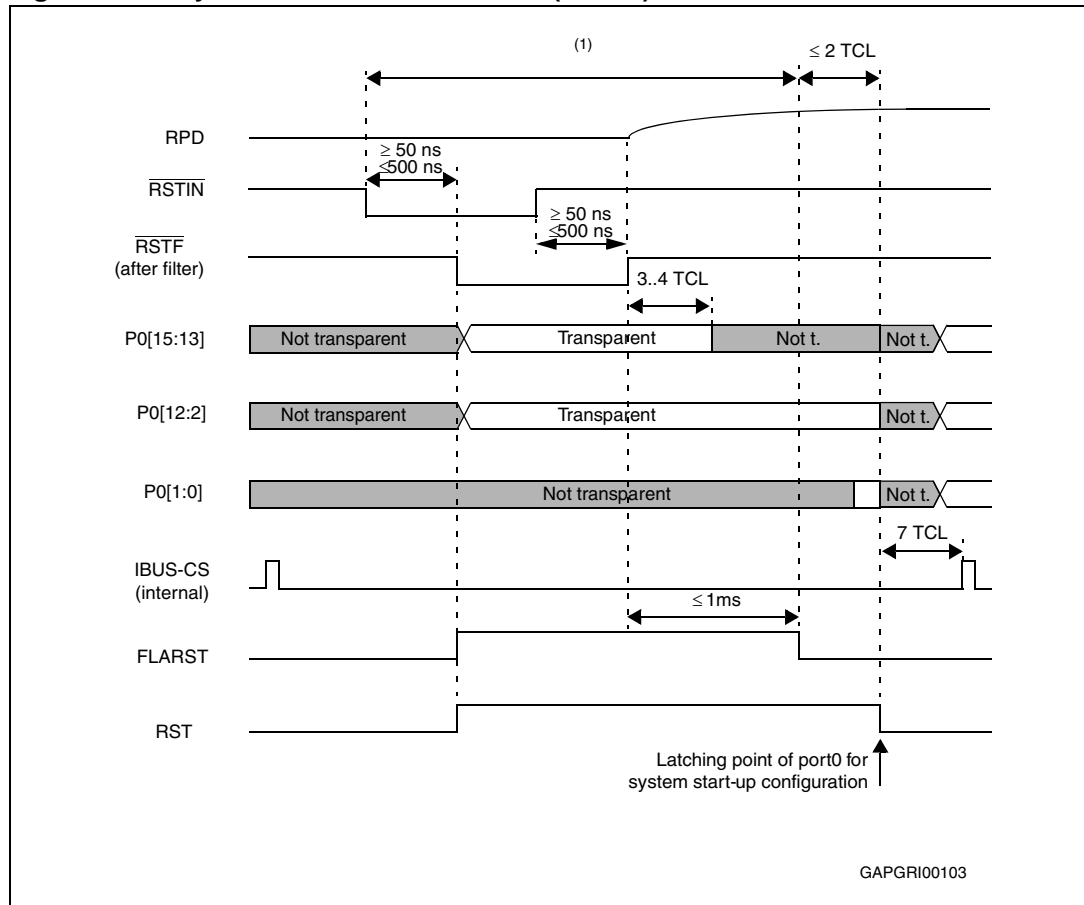 (1)
≤ 2 TCL
RPD
≥ 50 ns
≤500 ns
RSTIN
≥ 50 ns
≤500 ns
RSTF
(after filter)
3..4 TCL
P0[15:13] Not transparent Transparent Not t. Not t.
P0[12:2] Not transparent Transparent Not t.
P0[1:0] Not transparent Not t.
7 TCL
IBUS-CS
(internal)
≤ 1ms
FLARST
RST
Latching point of port0 for
system start-up configuration
GAPGRI00103